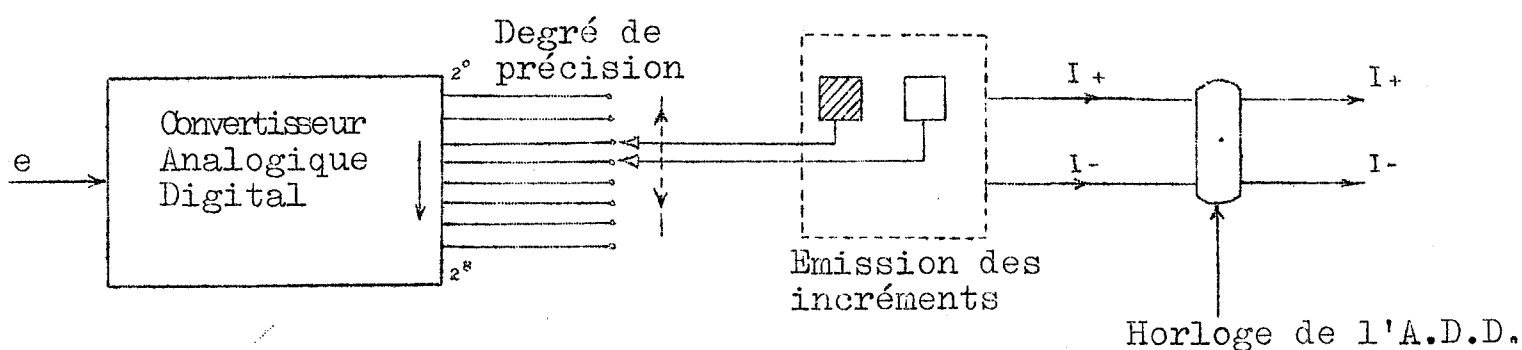 Degré de
précision
2°
Convertisseur
Analogique
Digital
e
2⁸
I+
I-
I+
I-
Emission des
incréments
Horloge de l'A.D.D.